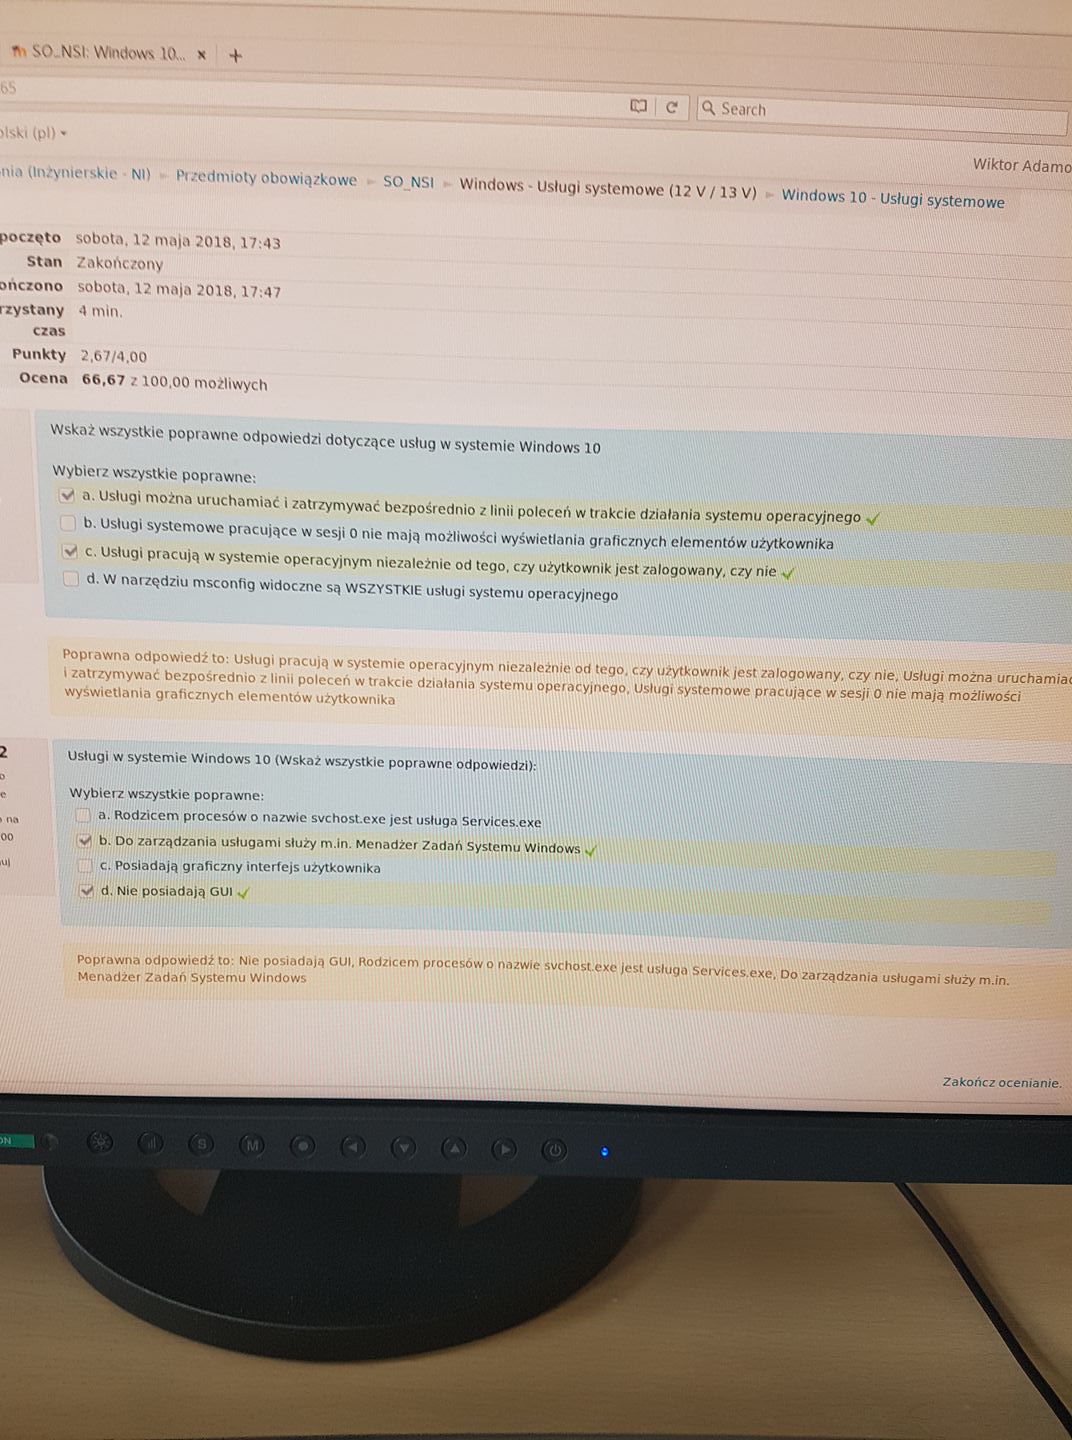 SO_NSI: Windows 10... × +
65
Search
olski (pl)
Wiktor Adamo
nia (Inżynierskie - NI) Przedmioty obowiązkowe SO_NSI Windows - Usługi systemowe (12 V / 13 V) Windows 10 - Usługi systemowe
poczęto sobota, 12 maja 2018, 17:43
Stan Zakończony
ończono sobota, 12 maja 2018, 17:47
rzystany 4 min.
czas
Punkty 2,67/4,00
Ocena 66,67 z 100,00 możliwych
Wskaż wszystkie poprawne odpowiedzi dotyczące usług w systemie Windows 10
Wybierz wszystkie poprawne:
a. Usługi można uruchamiać i zatrzymywać bezpośrednio z linii poleceń w trakcie działania systemu operacyjnego
b. Usługi systemowe pracujące w sesji 0 nie mają możliwości wyświetlania graficznych elementów użytkownika
c. Usługi pracują w systemie operacyjnym niezależnie od tego, czy użytkownik jest zalogowany, czy nie
d. W narzędziu msconfig widoczne są WSZYSTKIE usługi systemu operacyjnego
Poprawna odpowiedź to: Usługi pracują w systemie operacyjnym niezależnie od tego, czy użytkownik jest zalogowany, czy nie, Usługi można uruchamiać
i zatrzymywać bezpośrednio z linii poleceń w trakcie działania systemu operacyjnego, Usługi systemowe pracujące w sesji 0 nie mają możliwości
wyświetlania graficznych elementów użytkownika
2
o
e
na
00
uj
Usługi w systemie Windows 10 (Wskaż wszystkie poprawne odpowiedzi):
Wybierz wszystkie poprawne:
a. Rodzicem procesów o nazwie svchost.exe jest usługa Services.exe
b. Do zarządzania usługami służy m.in. Menadżer Zadań Systemu Windows
c. Posiadają graficzny interfejs użytkownika
d. Nie posiadają GUI
Poprawna odpowiedź to: Nie posiadają GUI, Rodzicem procesów o nazwie svchost.exe jest usługa Services.exe, Do zarządzania usługami służy m.in.
Menadżer Zadań Systemu Windows
Zakończ ocenianie.
ON
S M